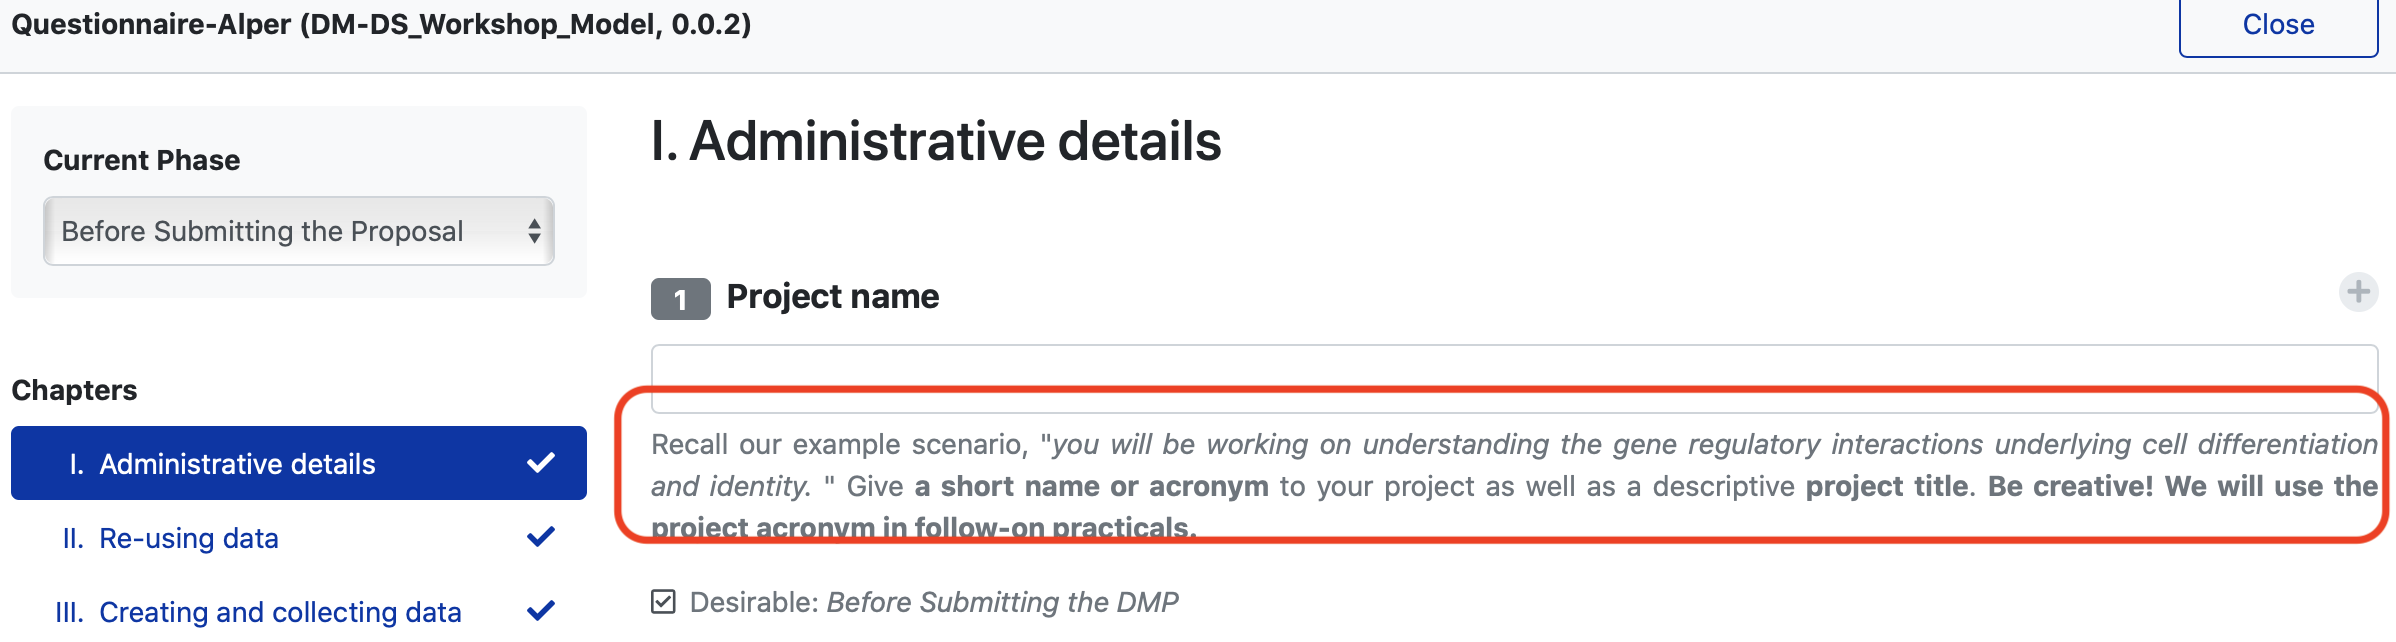 Questionnaire-Alper (DM-DS_Workshop_Model, 0.0.2)
Close
Current Phase
Before Submitting the Proposal
Chapters
I. Administrative details
II. Re-using data
III. Creating and collecting data
I. Administrative details
1 Project name
Recall our example scenario, "you will be working on understanding the gene regulatory interactions underlying cell differentiation
and identity. " Give a short name or acronym to your project as well as a descriptive project title. Be creative! We will use the
project acronym in follow-on practicals.
Desirable: Before Submitting the DMP